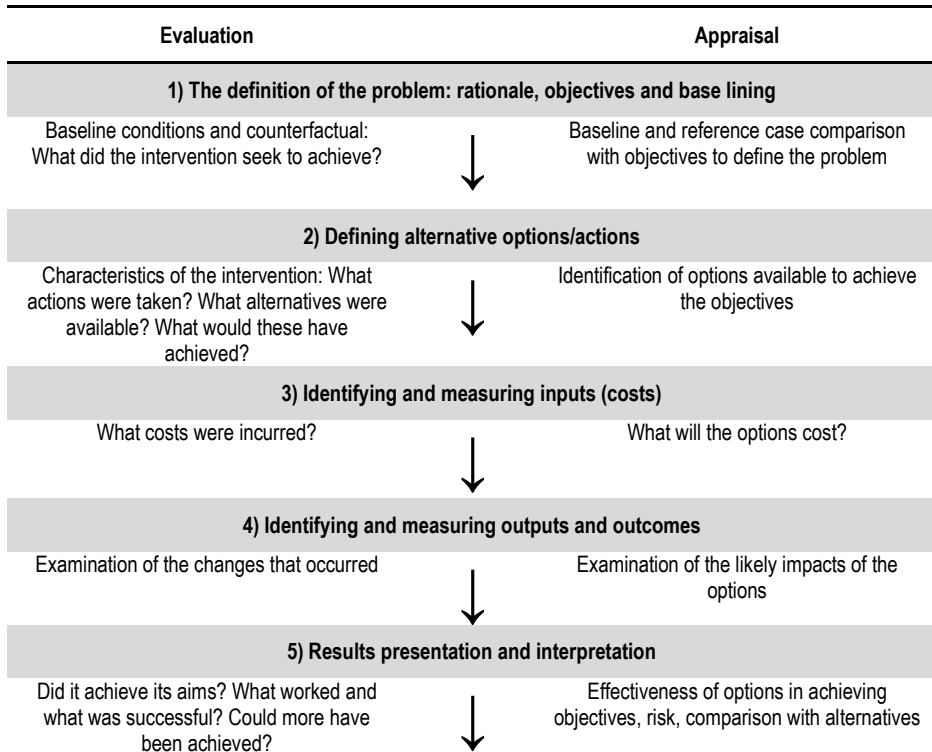 Evaluation
Appraisal
1) The definition of the problem: rationale, objectives and base lining
Baseline conditions and counterfactual:
What did the intervention seek to achieve?
Baseline and reference case comparison
with objectives to define the problem
2) Defining alternative options/actions
Characteristics of the intervention: What
actions were taken? What alternatives were
available? What would these have
achieved?
Identification of options available to achieve
the objectives
3) Identifying and measuring inputs (costs)
What costs were incurred?
What will the options cost?
4) Identifying and measuring outputs and outcomes
Examination of the changes that occurred
Examination of the likely impacts of the
options
5) Results presentation and interpretation
Did it achieve its aims? What worked and
what was successful? Could more have
been achieved?
Effectiveness of options in achieving
objectives, risk, comparison with alternatives